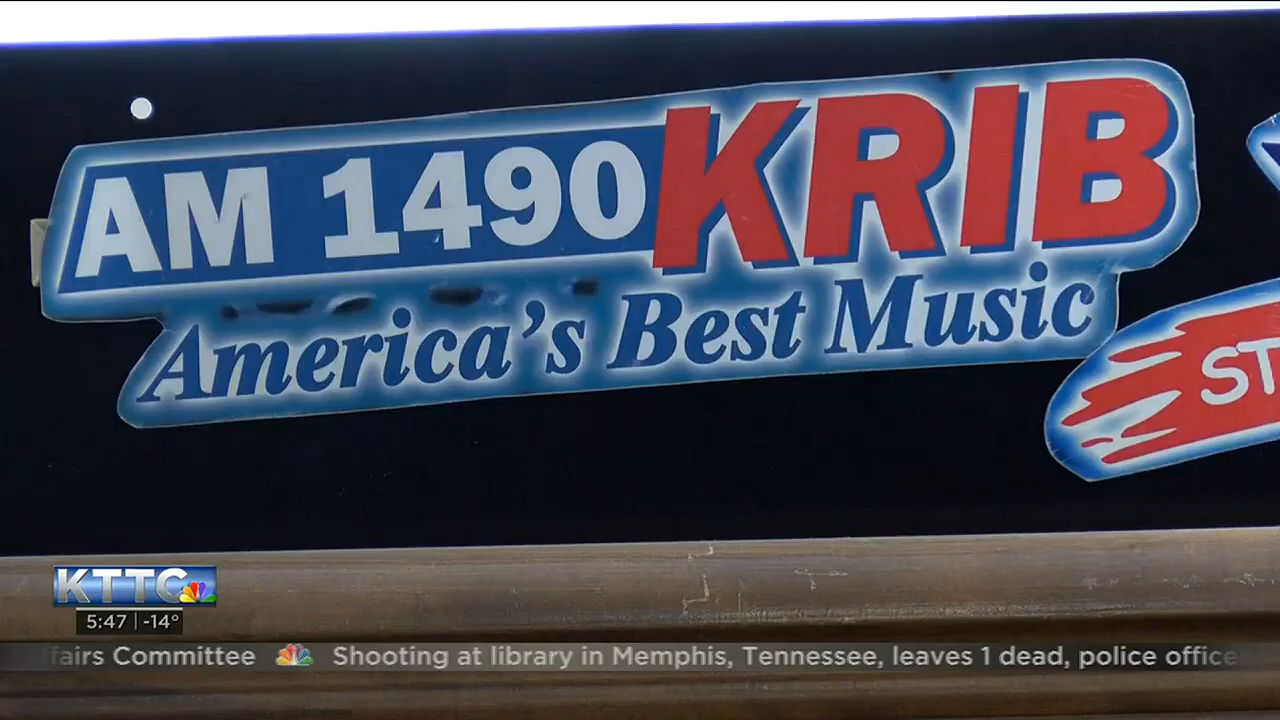 AM 1490 KRIB
America's Best Music
ST
KTTC
5:47 -14°
ffairs Committee Shooting at library in Memphis, Tennessee, leaves 1 dead, police office